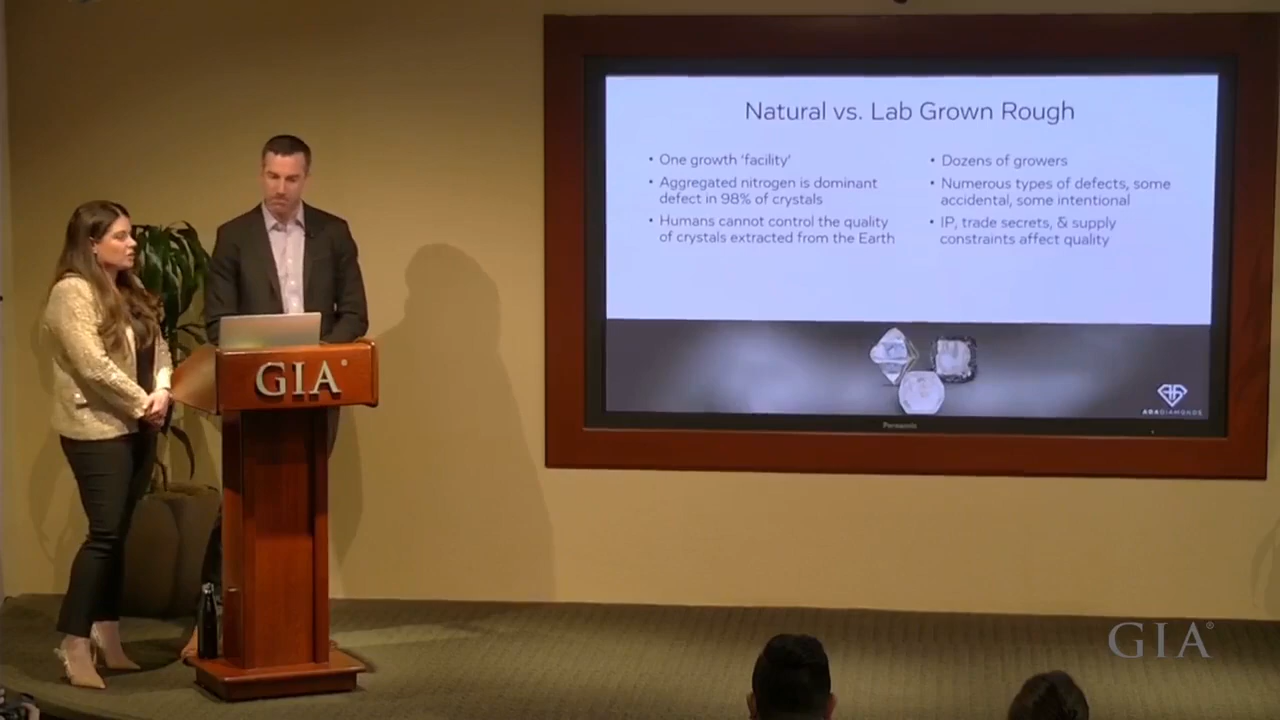 Natural vs. Lab Grown Rough
• One growth 'facility'
• Aggregated nitrogen is dominant
defect in 98% of crystals
• Humans cannot control the quality
of crystals extracted from the Earth
• Dozens of growers
• Numerous types of defects, some
accidental, some intentional
• IP, trade secrets, & supply
constraints affect quality
ADADIAMONDS
Panasonic
GIA®
GIA®